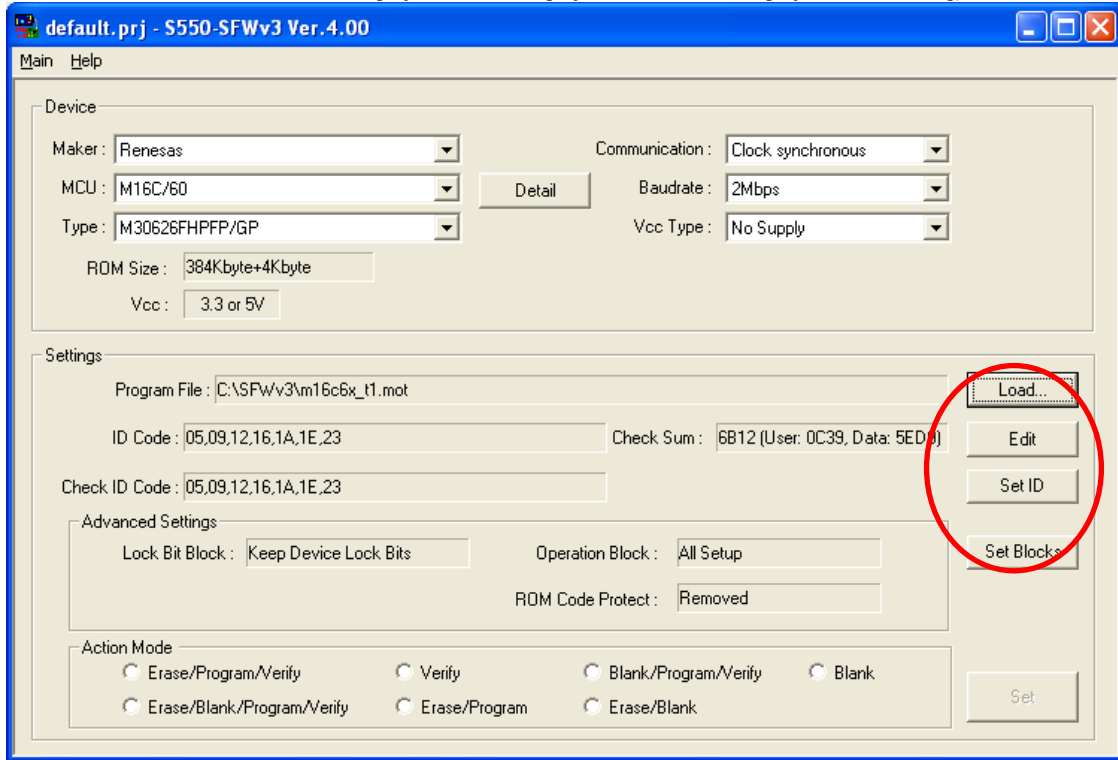 default.prj - S550-SFWv3 Ver.4.00
Main Help
Device
Maker : Renesas Communication : Clock synchronous
MCU : M16C/60 Detail Baudrate : 2Mbps
Type : M30626FHPFP/GP Vcc Type : No Supply
ROM Size : 384Kbyte+4Kbyte
Vcc : 3.3 or 5V
Settings
Program File : C:\SFWv3\m16c6x_t1.mot Load...
ID Code : 05,09,12,16,1A,1E,23 Check Sum : 6B12 (User: 0C39, Data: 5ED9) Edit
Check ID Code : 05,09,12,16,1A,1E,23 Set ID
Advanced Settings
Lock Bit Block : Keep Device Lock Bits Operation Block : All Setup Set Blocks
ROM Code Protect : Removed
Action Mode
Erase/Program/Verify Verify Blank/Program/Verify Blank
Erase/Blank/Program/Verify Erase/Program Erase/Blank Set